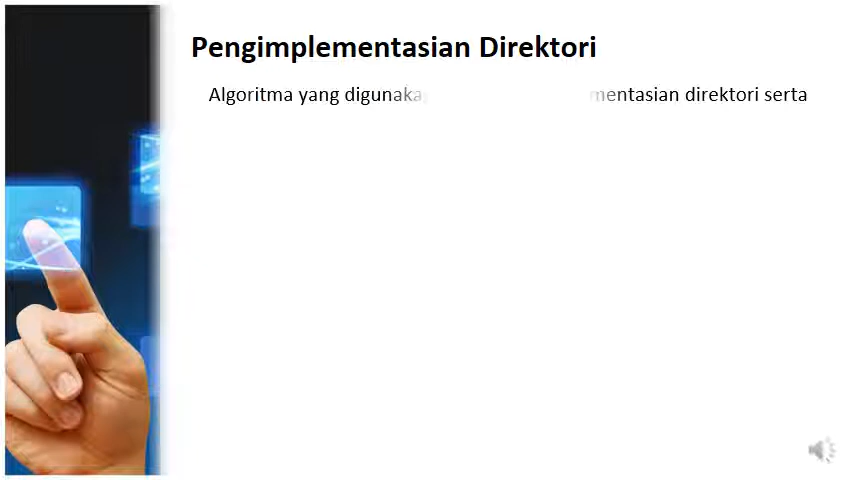 Pengimplementasian Direktori
Algoritma yang digunaka mentasian direktori serta